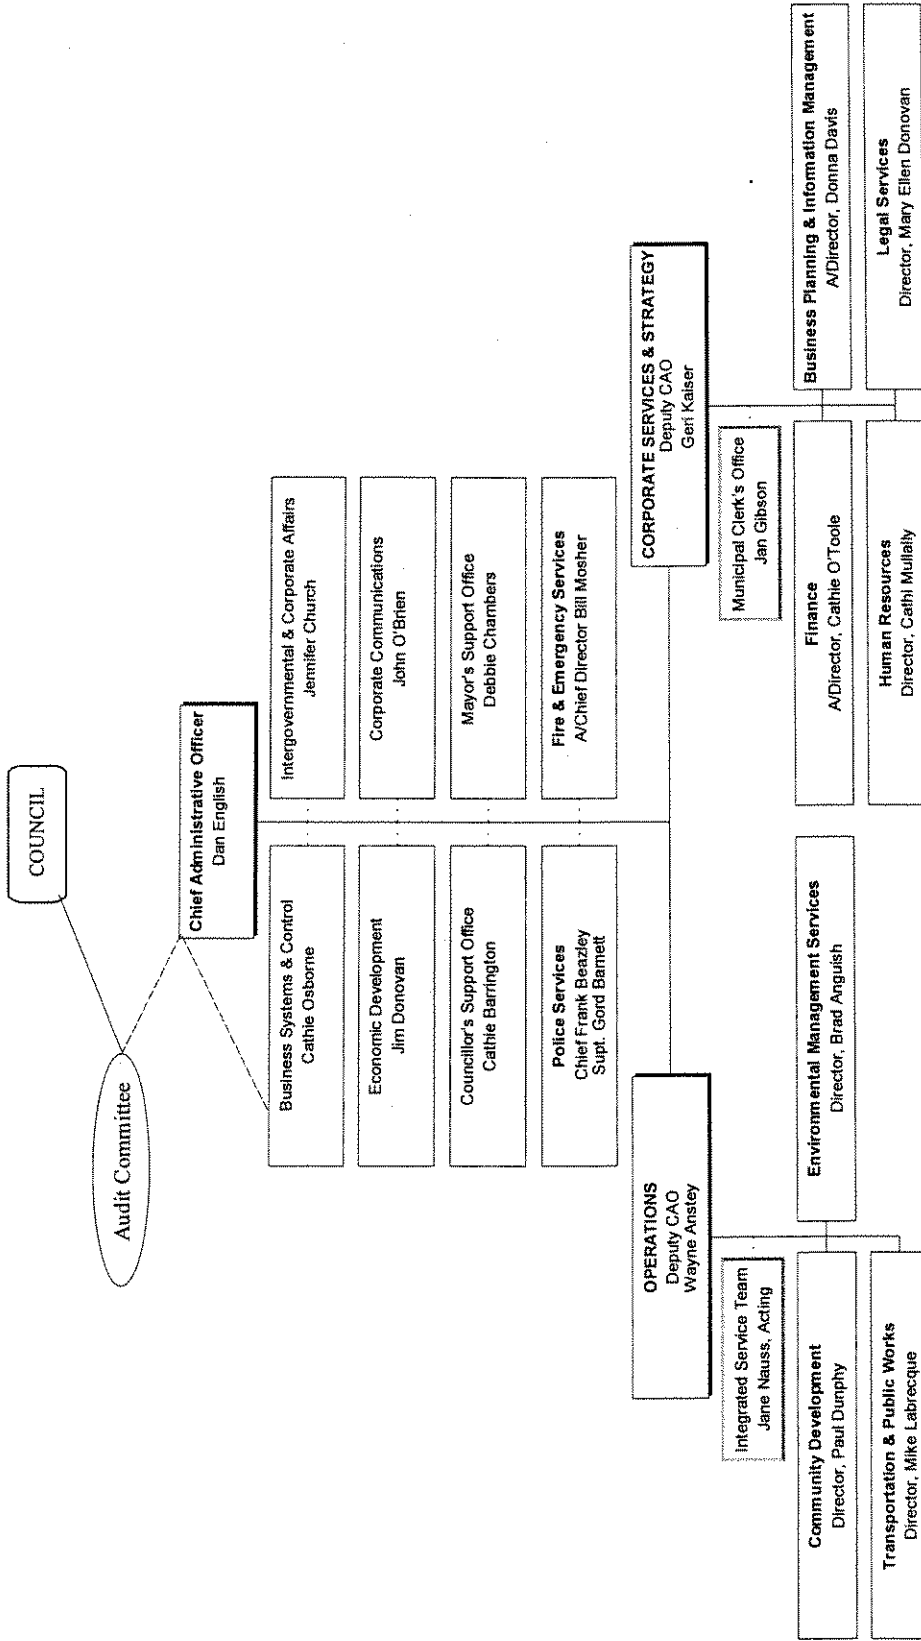 COUNCIL
Audit Committee
Chief Administrative Officer
Dan English
Business Systems & Control
Cathie Osborne
Intergovernmental & Corporate Affairs
Jennifer Church
Economic Development
Jim Donovan
Corporate Communications
John O'Brien
Councillor's Support Office
Cathie Barrington
Mayor's Support Office
Debbie Chambers
Police Services
Chief Frank Beazley
Supt. Gord Barnett
Fire & Emergency Services
A/Chief Director Bill Mosher
OPERATIONS
Deputy CAO
Wayne Anstey
CORPORATE SERVICES & STRATEGY
Deputy CAO
Geri Kaiser
Integrated Service Team
Jane Nauss, Acting
Municipal Clerk's Office
Jan Gibson
Community Development
Director, Paul Dunphy
Environmental Management Services
Director, Brad Anguish
Finance
A/Director, Cathie O'Toole
Business Planning & Information Management
A/Director, Donna Davis
Transportation & Public Works
Director, Mike Labrecque
Human Resources
Director, Cathi Mullally
Legal Services
Director, Mary Ellen Donovan